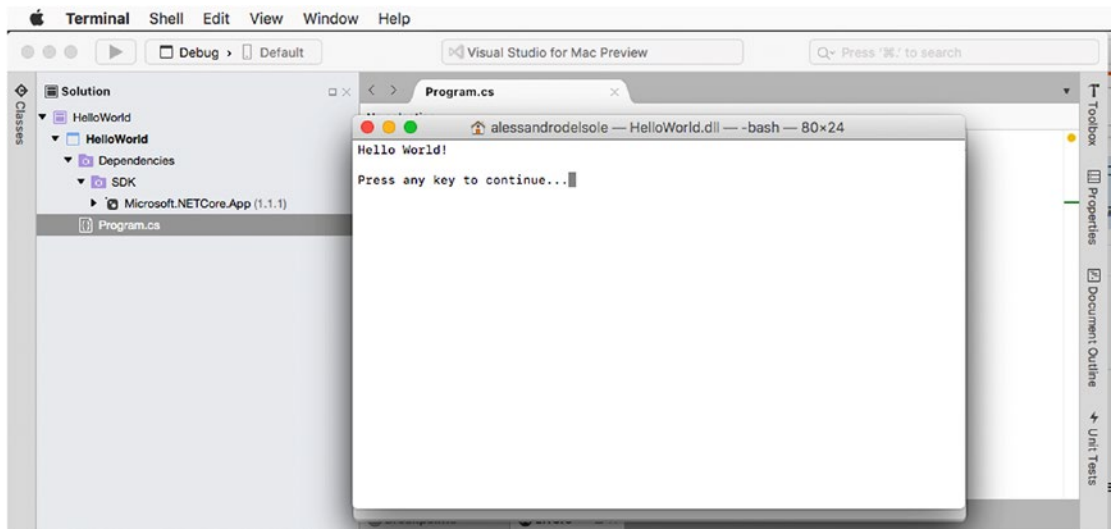 Terminal Shell Edit View Window Help
Debug › Default
Visual Studio for Mac Preview
Press '⌘.' to search
Classes
Solution
HelloWorld
HelloWorld
Dependencies
SDK
Microsoft.NETCore.App (1.1.1)
Program.cs
Program.cs
alessandrodelsole — HelloWorld.dll — -bash — 80×24
Hello World!
Press any key to continue...
Toolbox
Properties
Document Outline
Unit Tests